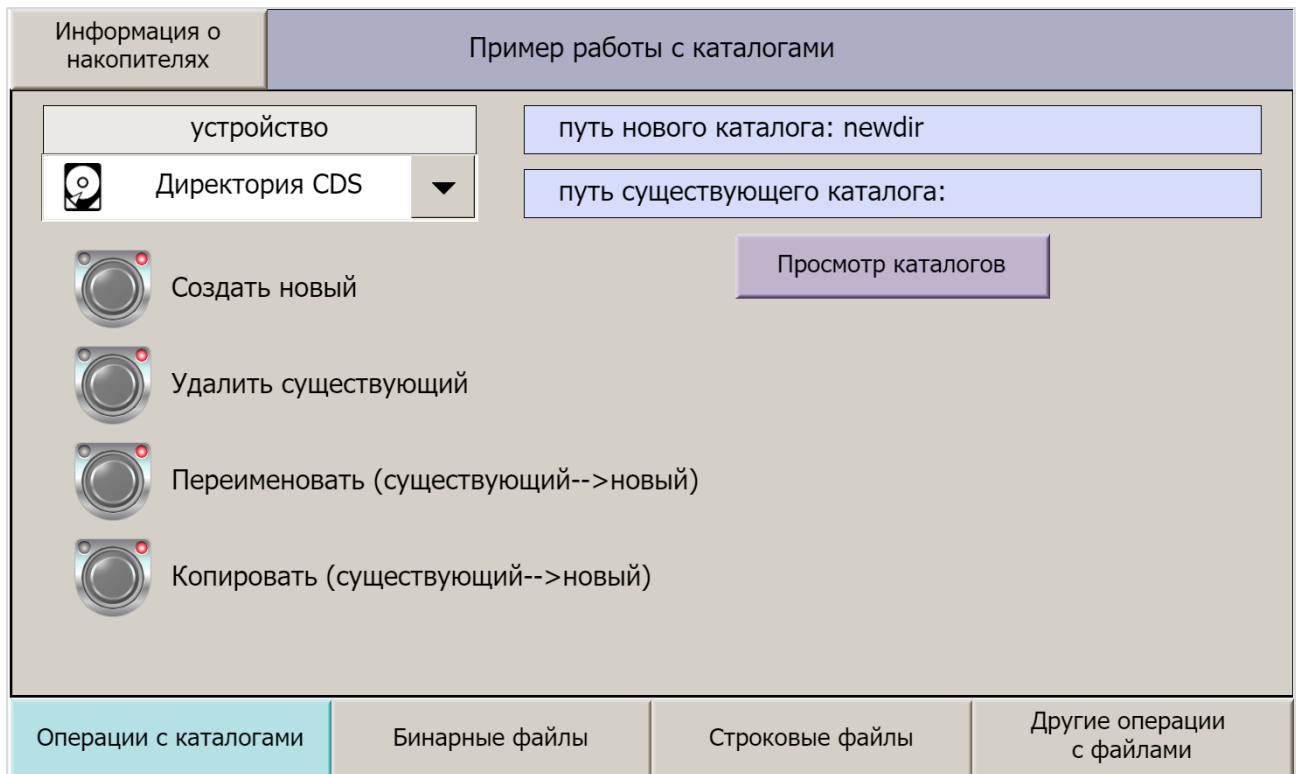 Информация о
накопителях
Пример работы с каталогами
устройство
путь нового каталога: newdir
Директория CDS
путь существующего каталога:
Просмотр каталогов
Создать новый
Удалить существующий
Переименовать (существующий-->новый)
Копировать (существующий-->новый)
Операции с каталогами
Бинарные файлы
Строковые файлы
Другие операции
с файлами